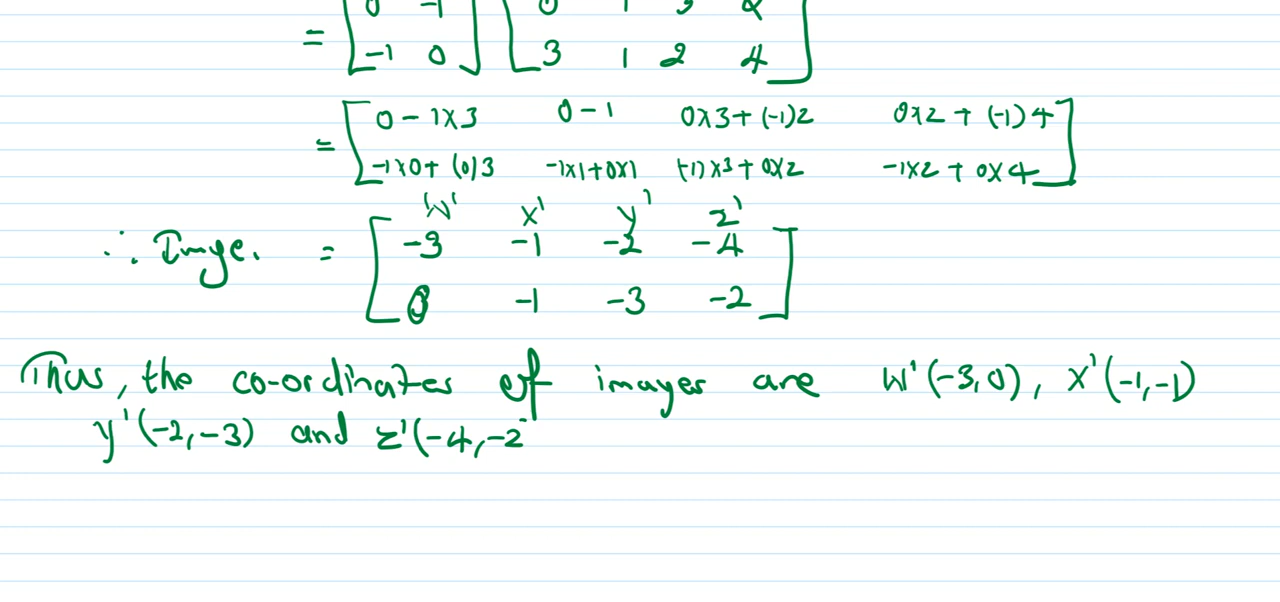 0 -1 0 1 3 2
= -1 0 3 1 2 4
= 0 - 1×3 0 - 1 0×3 + (-1)2 0×2 + (-1)4
-1×0 + (0)3 -1×1+0×1 (-1)×3 + 0×2 -1×2 + 0×4
W' X' Y' Z'
∴ Image. = -3 -1 -2 -4
0 -1 -3 -2
Thus, the co-ordinates of images are W'(-3,0), X'(-1,-1)
y'(-2,-3) and z'(-4,-2